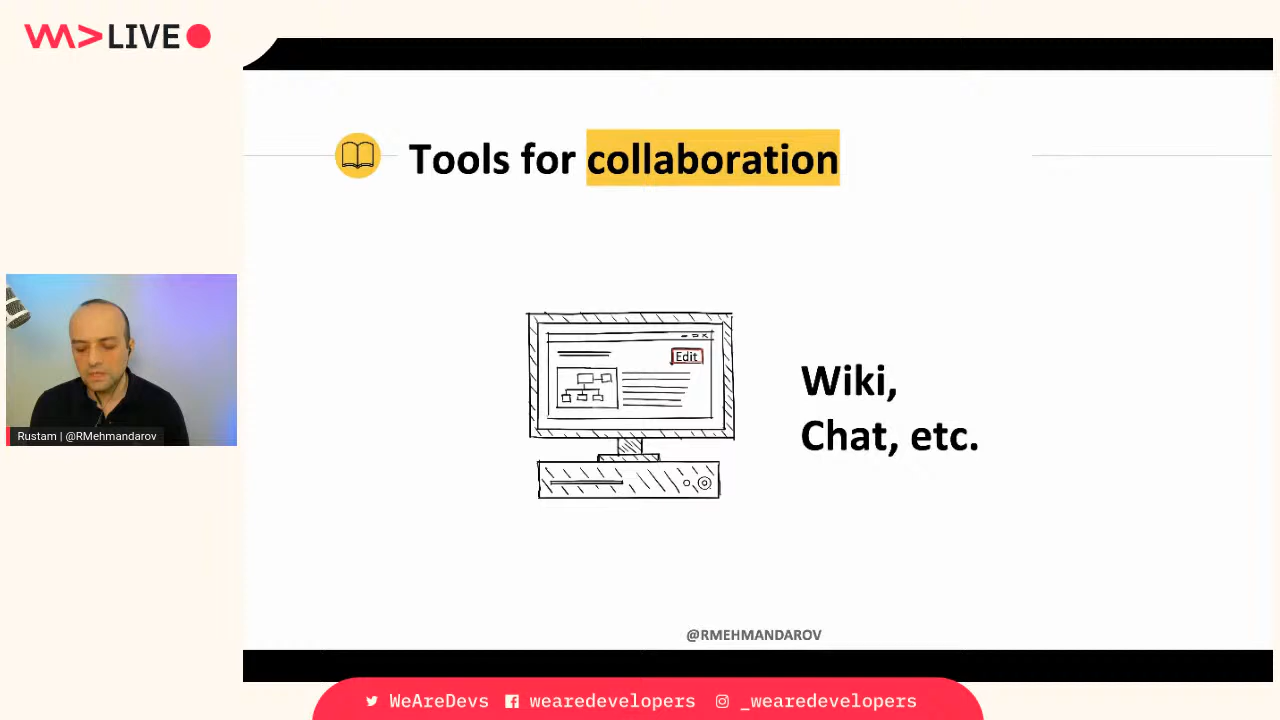 LIVE
Tools for collaboration
Edit
Wiki,
Chat, etc.
Rustam | @RMehmandarov
@RMEHMANDAROV
WeAreDevs wearedevelopers _wearedevelopers